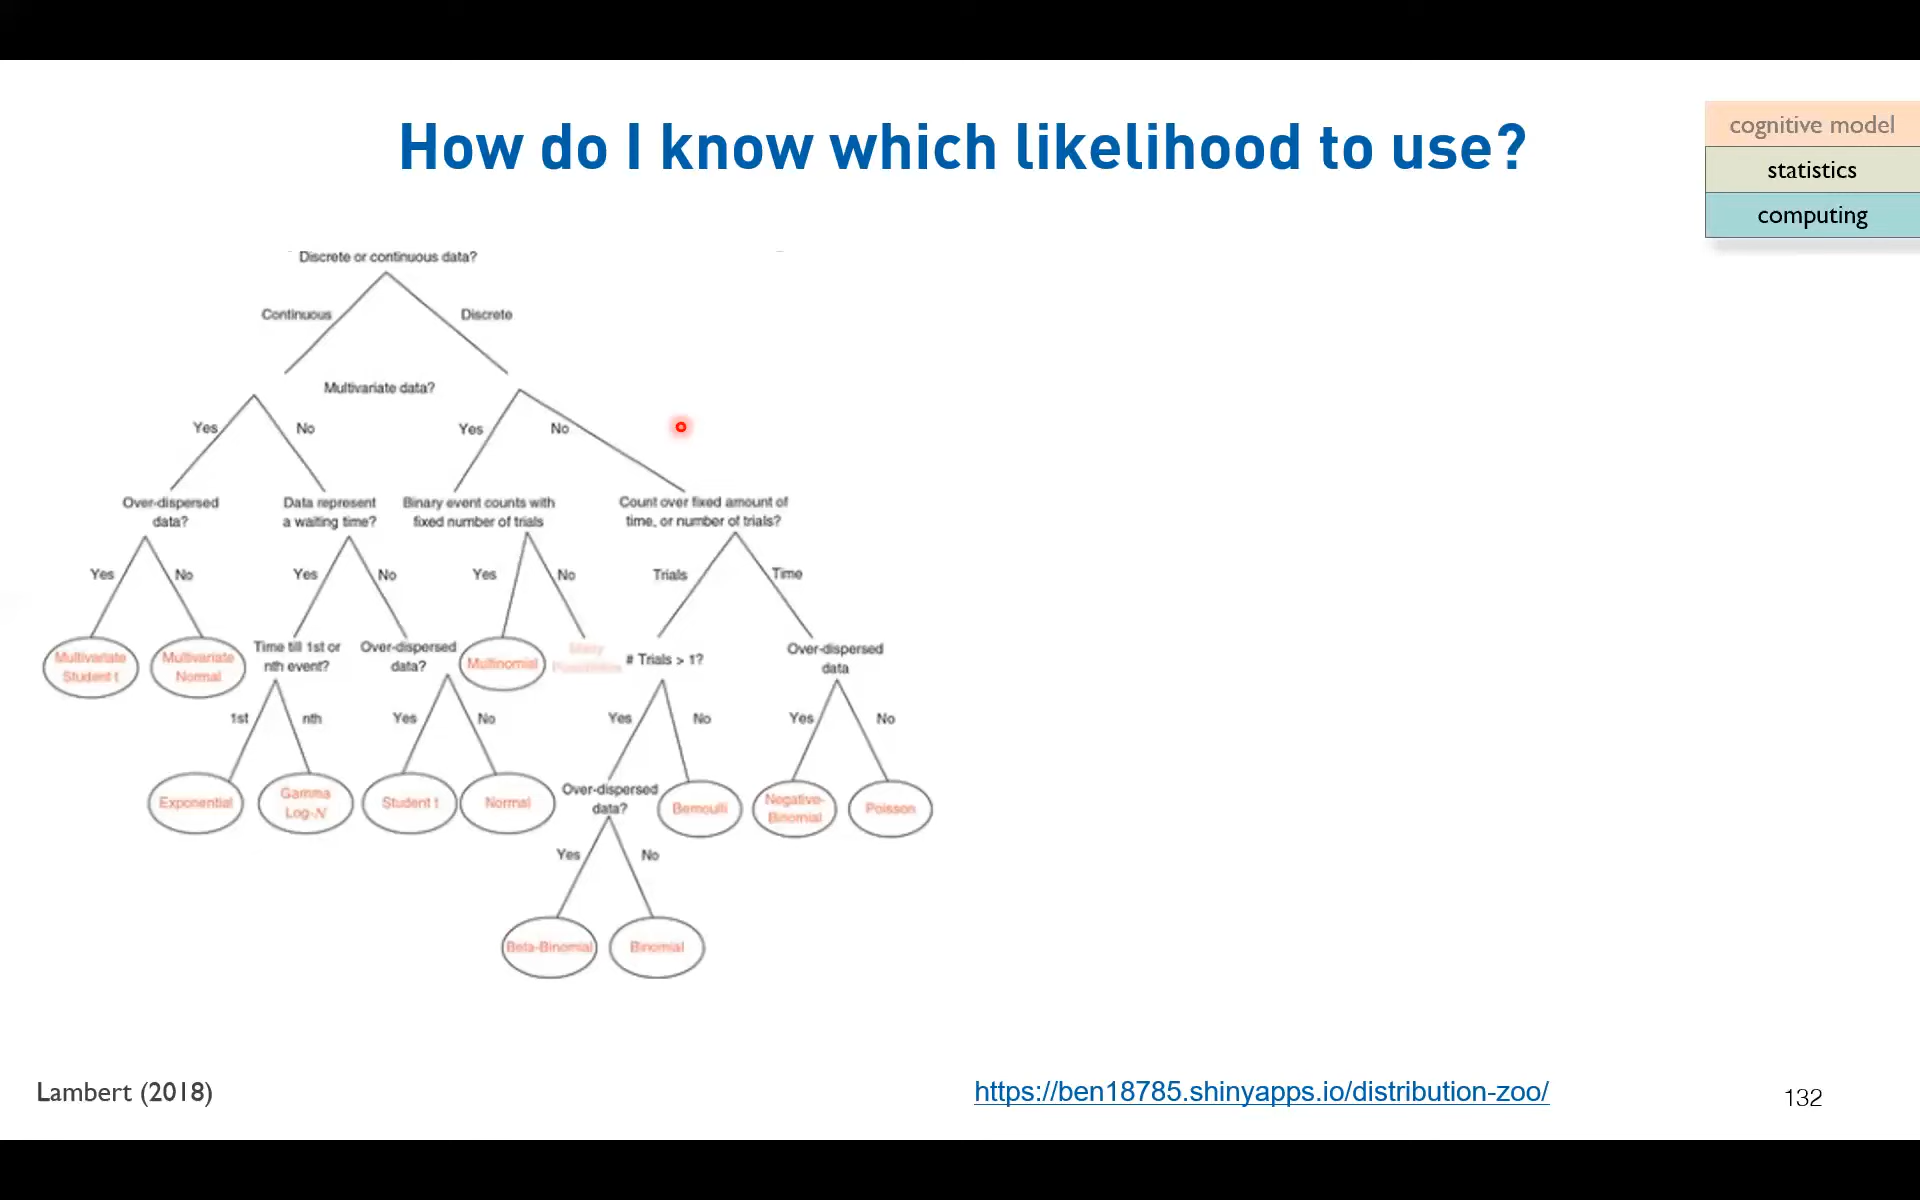 How do I know which likelihood to use?
cognitive model
statistics
computing
Discrete or continuous data?
Continuous
Discrete
Multivariate data?
Yes
No
Yes
No
Over-dispersed
data?
Data represent
a waiting time?
Binary event counts with
fixed number of trials
Count over fixed amount of
time, or number of trials?
Yes
No
Yes
No
Yes
No
Trials
Time
Multivariate
Student t
Multivariate
Normal
Time till 1st or
nth event?
Over-dispersed
data?
Multinomial
# Trials > 1?
Over-dispersed
data
1st
nth
Yes
No
Yes
No
Yes
No
Exponential
Gamma
Log-N
Student t
Normal
Over-dispersed
data?
Bernoulli
Negative-
Binomial
Poisson
Yes
No
Beta-Binomial
Binomial
Lambert (2018)
https://ben18785.shinyapps.io/distribution-zoo/
132